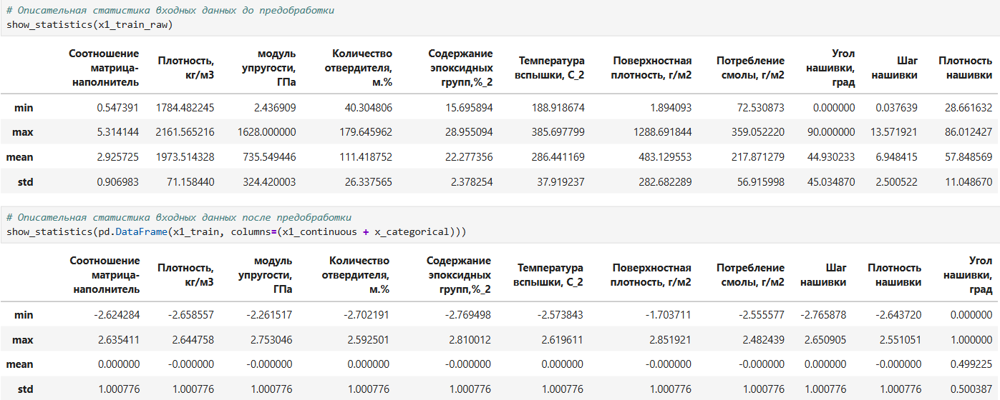 # Описательная статистика входных данных до предобработки
show_statistics(x1_train_raw)
Соотношение матрица-наполнитель Плотность, кг/м3 модуль упругости, ГПа Количество отвердителя, м.% Содержание эпоксидных групп,%_2 Температура вспышки, С_2 Поверхностная плотность, г/м2 Потребление смолы, г/м2 Угол нашивки, град Шаг нашивки Плотность нашивки
min 0.547391 1784.482245 2.436909 40.304806 15.695894 188.918674 1.894093 72.530873 0.000000 0.037639 28.661632
max 5.314144 2161.565216 1628.000000 179.645962 28.955094 385.697799 1288.691844 359.052220 90.000000 13.571921 86.012427
mean 2.925725 1973.514328 735.549446 111.418752 22.277356 286.441169 483.129553 217.871279 44.930233 6.948415 57.848569
std 0.906983 71.158440 324.420003 26.337565 2.378254 37.919237 282.682289 56.915998 45.034870 2.500522 11.048670
# Описательная статистика входных данных после предобработки
show_statistics(pd.DataFrame(x1_train, columns=(x1_continuous + x_categorical)))
Соотношение матрица-наполнитель Плотность, кг/м3 модуль упругости, ГПа Количество отвердителя, м.% Содержание эпоксидных групп,%_2 Температура вспышки, С_2 Поверхностная плотность, г/м2 Потребление смолы, г/м2 Шаг нашивки Плотность нашивки Угол нашивки, град
min -2.624284 -2.658557 -2.261517 -2.702191 -2.769498 -2.573843 -1.703711 -2.555577 -2.765878 -2.643720 0.000000
max 2.635411 2.644758 2.753046 2.592501 2.810012 2.619611 2.851921 2.482439 2.650905 2.551051 1.000000
mean 0.000000 -0.000000 -0.000000 0.000000 -0.000000 0.000000 -0.000000 -0.000000 0.000000 -0.000000 0.499225
std 1.000776 1.000776 1.000776 1.000776 1.000776 1.000776 1.000776 1.000776 1.000776 1.000776 0.500387